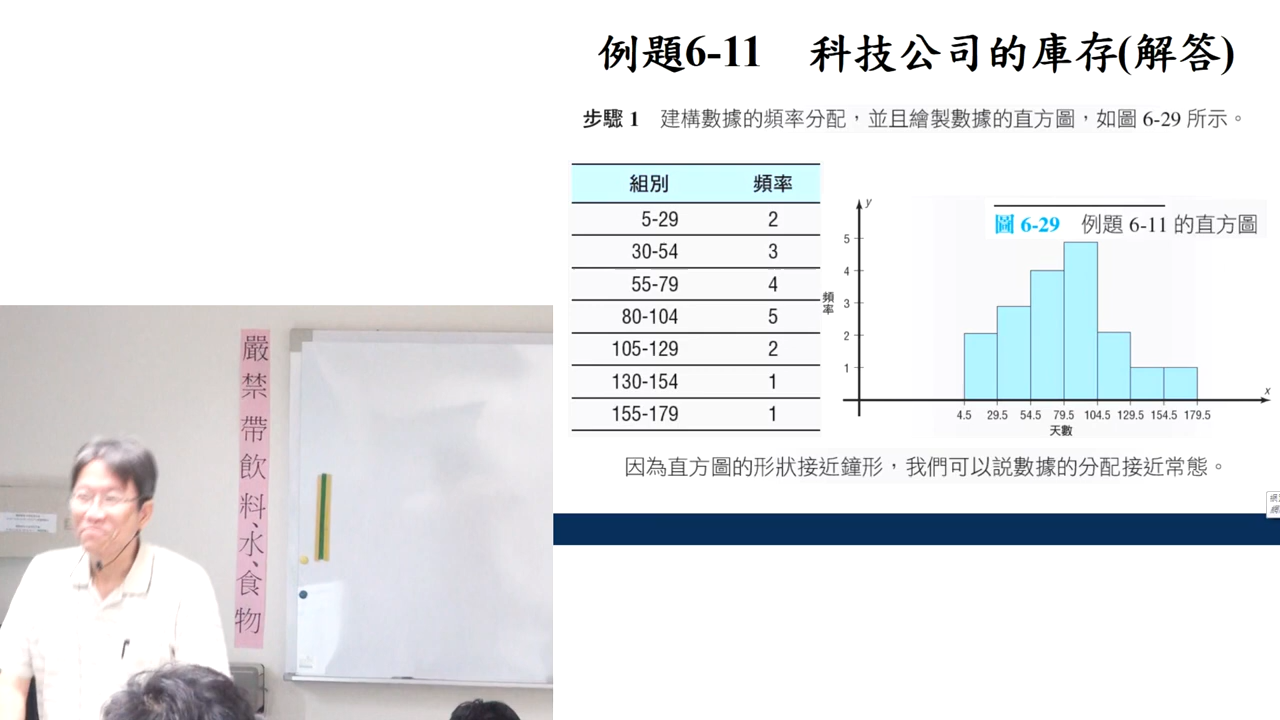 例題6-11 科技公司的庫存(解答)
步驟 1 建構數據的頻率分配，並且繪製數據的直方圖，如圖 6-29 所示。
組別 頻率
5-29 2
30-54 3
55-79 4
80-104 5
105-129 2
130-154 1
155-179 1
圖 6-29 例題 6-11 的直方圖
y
5
4
3
2
1
頻率
x
4.5 29.5 54.5 79.5 104.5 129.5 154.5 179.5
天數
因為直方圖的形狀接近鐘形，我們可以說數據的分配接近常態。
嚴禁帶飲料、水、食物